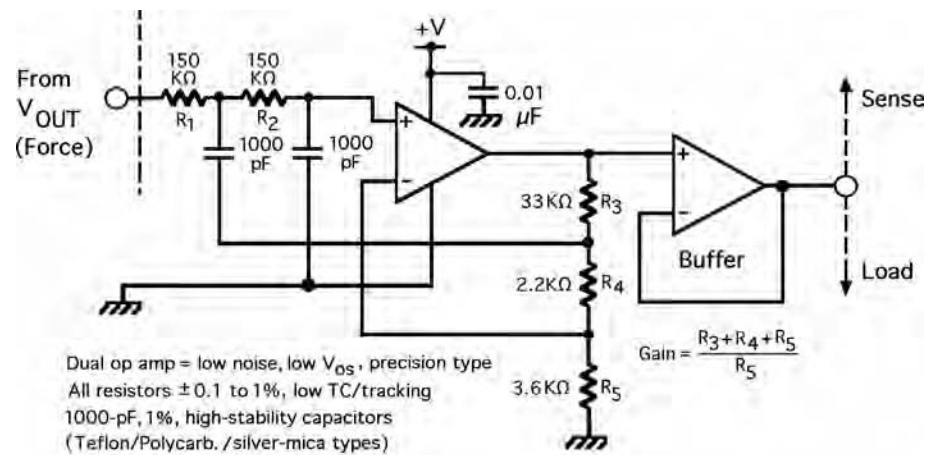 From
V
OUT
(Force)
150
KΩ
R1
150
KΩ
R2
1000
pF
1000
pF
+V
0.01
µF
+
−
33KΩ R3
2.2KΩ R4
3.6KΩ R5
+
−
Buffer
Sense
Load
Gain = R3+R4+R5
R5
Dual op amp = low noise, low VOS, precision type
All resistors ±0.1 to 1%, low TC/tracking
1000-pF, 1%, high-stability capacitors
(Teflon/Polycarb./silver-mica types)